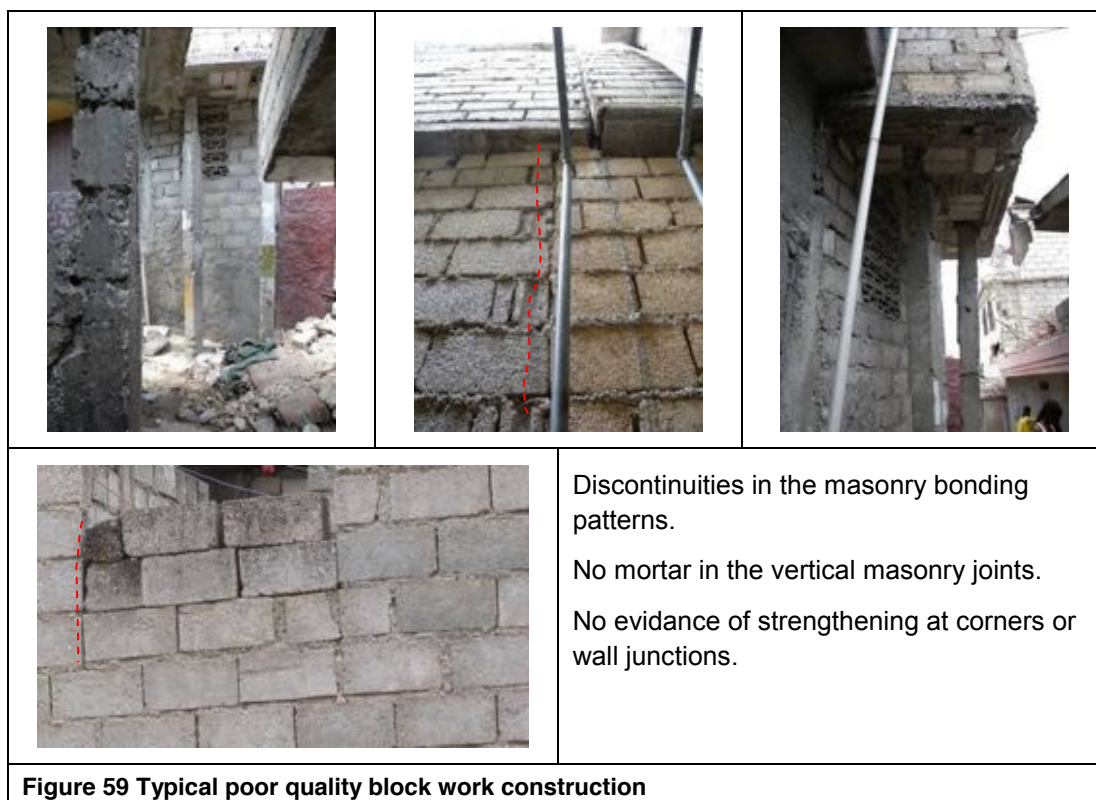 Discontinuities in the masonry bonding
patterns.
No mortar in the vertical masonry joints.
No evidance of strengthening at corners or
wall junctions.
Figure 59 Typical poor quality block work construction